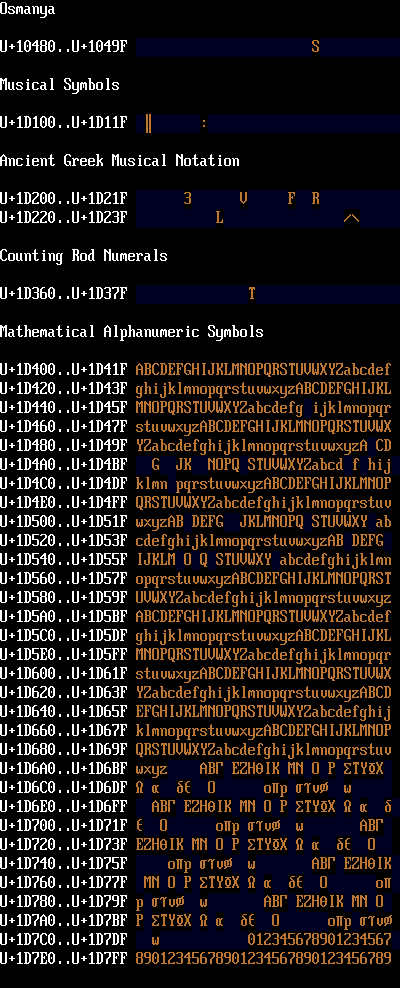 Osmanya
U+10480..U+1049F                       S
Musical Symbols
U+1D100..U+1D11F  ‖      :
Ancient Greek Musical Notation
U+1D200..U+1D21F       3      V     F  R
U+1D220..U+1D23F           L               /\
Counting Rod Numerals
U+1D360..U+1D37F               T
Mathematical Alphanumeric Symbols
U+1D400..U+1D41F ABCDEFGHIJKLMNOPQRSTUVWXYZabcdef
U+1D420..U+1D43F ghijklmnopqrstuvwxyzABCDEFGHIJKL
U+1D440..U+1D45F MNOPQRSTUVWXYZabcdefg ijklmnopqr
U+1D460..U+1D47F stuvwxyzABCDEFGHIJKLMNOPQRSTUVWX
U+1D480..U+1D49F YZabcdefghijklmnopqrstuvwxyzA CD
U+1D4A0..U+1D4BF   G  JK  NOPQ STUVWXYZabcd f hij
U+1D4C0..U+1D4DF klmn pqrstuvwxyzABCDEFGHIJKLMNOP
U+1D4E0..U+1D4FF QRSTUVWXYZabcdefghijklmnopqrstuv
U+1D500..U+1D51F wxyzAB DEFG  JKLMNOPQ STUVWXY ab
U+1D520..U+1D53F cdefghijklmnopqrstuvwxyzAB DEFG
U+1D540..U+1D55F IJKLM O Q STUVWXY abcdefghijklmn
U+1D560..U+1D57F opqrstuvwxyzABCDEFGHIJKLMNOPQRST
U+1D580..U+1D59F UVWXYZabcdefghijklmnopqrstuvwxyz
U+1D5A0..U+1D5BF ABCDEFGHIJKLMNOPQRSTUVWXYZabcdef
U+1D5C0..U+1D5DF ghijklmnopqrstuvwxyzABCDEFGHIJKL
U+1D5E0..U+1D5FF MNOPQRSTUVWXYZabcdefghijklmnopqr
U+1D600..U+1D61F stuvwxyzABCDEFGHIJKLMNOPQRSTUVWX
U+1D620..U+1D63F YZabcdefghijklmnopqrstuvwxyzABCD
U+1D640..U+1D65F EFGHIJKLMNOPQRSTUVWXYZabcdefghij
U+1D660..U+1D67F klmnopqrstuvwxyzABCDEFGHIJKLMNOP
U+1D680..U+1D69F QRSTUVWXYZabcdefghijklmnopqrstuv
U+1D6A0..U+1D6BF wxyz    ΑΒΓ ΕΖΗΘΙΚ ΜΝ Ο Ρ ΣΤΥΦΧ
U+1D6C0..U+1D6DF Ω α  δε  Ο      οπρ στυφ  ω
U+1D6E0..U+1D6FF   ΑΒΓ ΕΖΗΘΙΚ ΜΝ Ο Ρ ΣΤΥΦΧ Ω α  δ
U+1D700..U+1D71F ε  Ο      οπρ στυφ  ω       ΑΒΓ
U+1D720..U+1D73F ΕΖΗΘΙΚ ΜΝ Ο Ρ ΣΤΥΦΧ Ω α  δε  Ο
U+1D740..U+1D75F     οπρ στυφ  ω       ΑΒΓ ΕΖΗΘΙΚ
U+1D760..U+1D77F  ΜΝ Ο Ρ ΣΤΥΦΧ Ω α  δε  Ο      οπ
U+1D780..U+1D79F ρ στυφ  ω       ΑΒΓ ΕΖΗΘΙΚ ΜΝ Ο
U+1D7A0..U+1D7BF Ρ ΣΤΥΦΧ Ω α  δε  Ο      οπρ στυφ
U+1D7C0..U+1D7DF   ω           012345678901234567
U+1D7E0..U+1D7FF 89012345678901234567890123456789